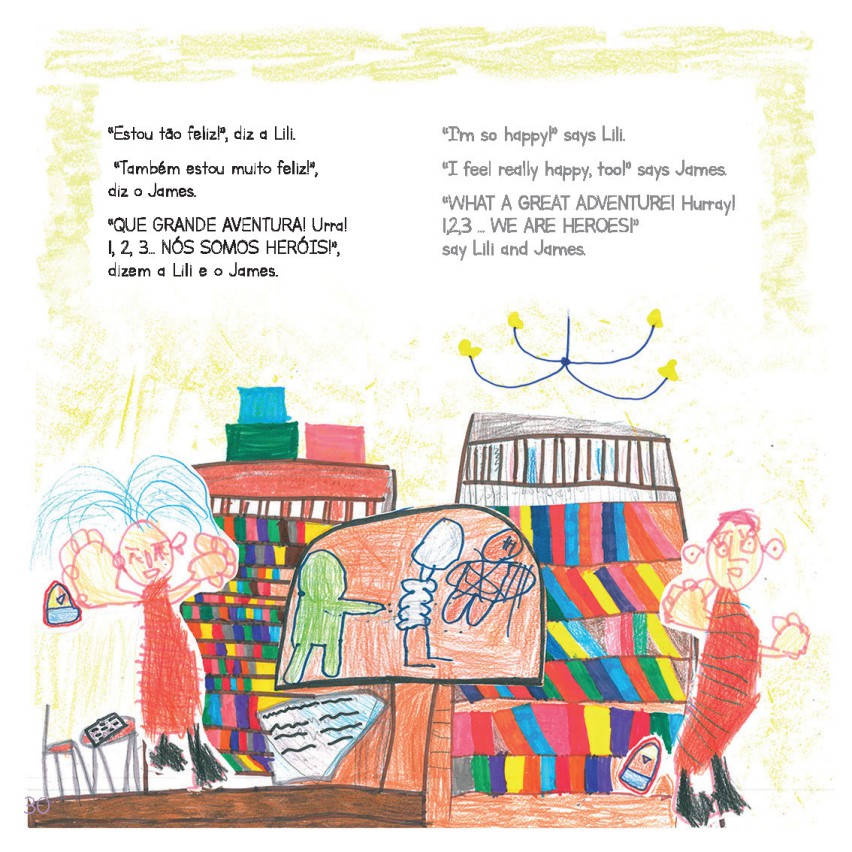 “Estou tão feliz!”, diz a Lili.
“Também estou muito feliz!”,
diz o James.
“QUE GRANDE AVENTURA! Urra!
1, 2, 3... NÓS SOMOS HERÓIS!”,
dizem a Lili e o James.
“I’m so happy!” says Lili.
“I feel really happy, too!” says James.
“WHAT A GREAT ADVENTURE! Hurray!
1,2,3 ... WE ARE HEROES!”
say Lili and James.
30